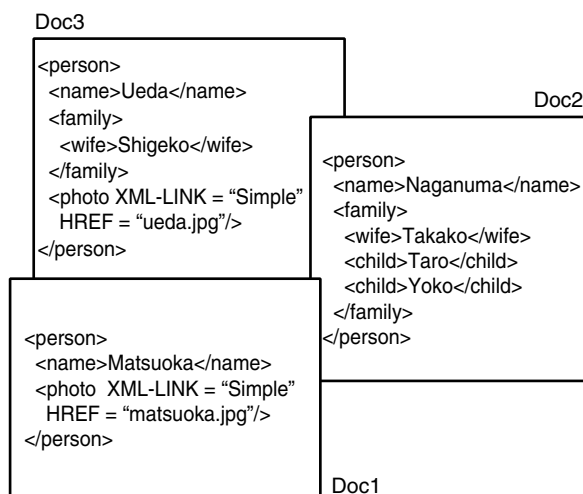 Doc3
<person>
<name>Ueda</name>
<family>
<wife>Shigeko</wife>
</family>
<photo XML-LINK = “Simple”
HREF = “ueda.jpg”/>
</person>
Doc2
<person>
<name>Naganuma</name>
<family>
<wife>Takako</wife>
<child>Taro</child>
<child>Yoko</child>
</family>
</person>
<person>
<name>Matsuoka</name>
<photo XML-LINK = “Simple”
HREF = “matsuoka.jpg”/>
</person>
Doc1